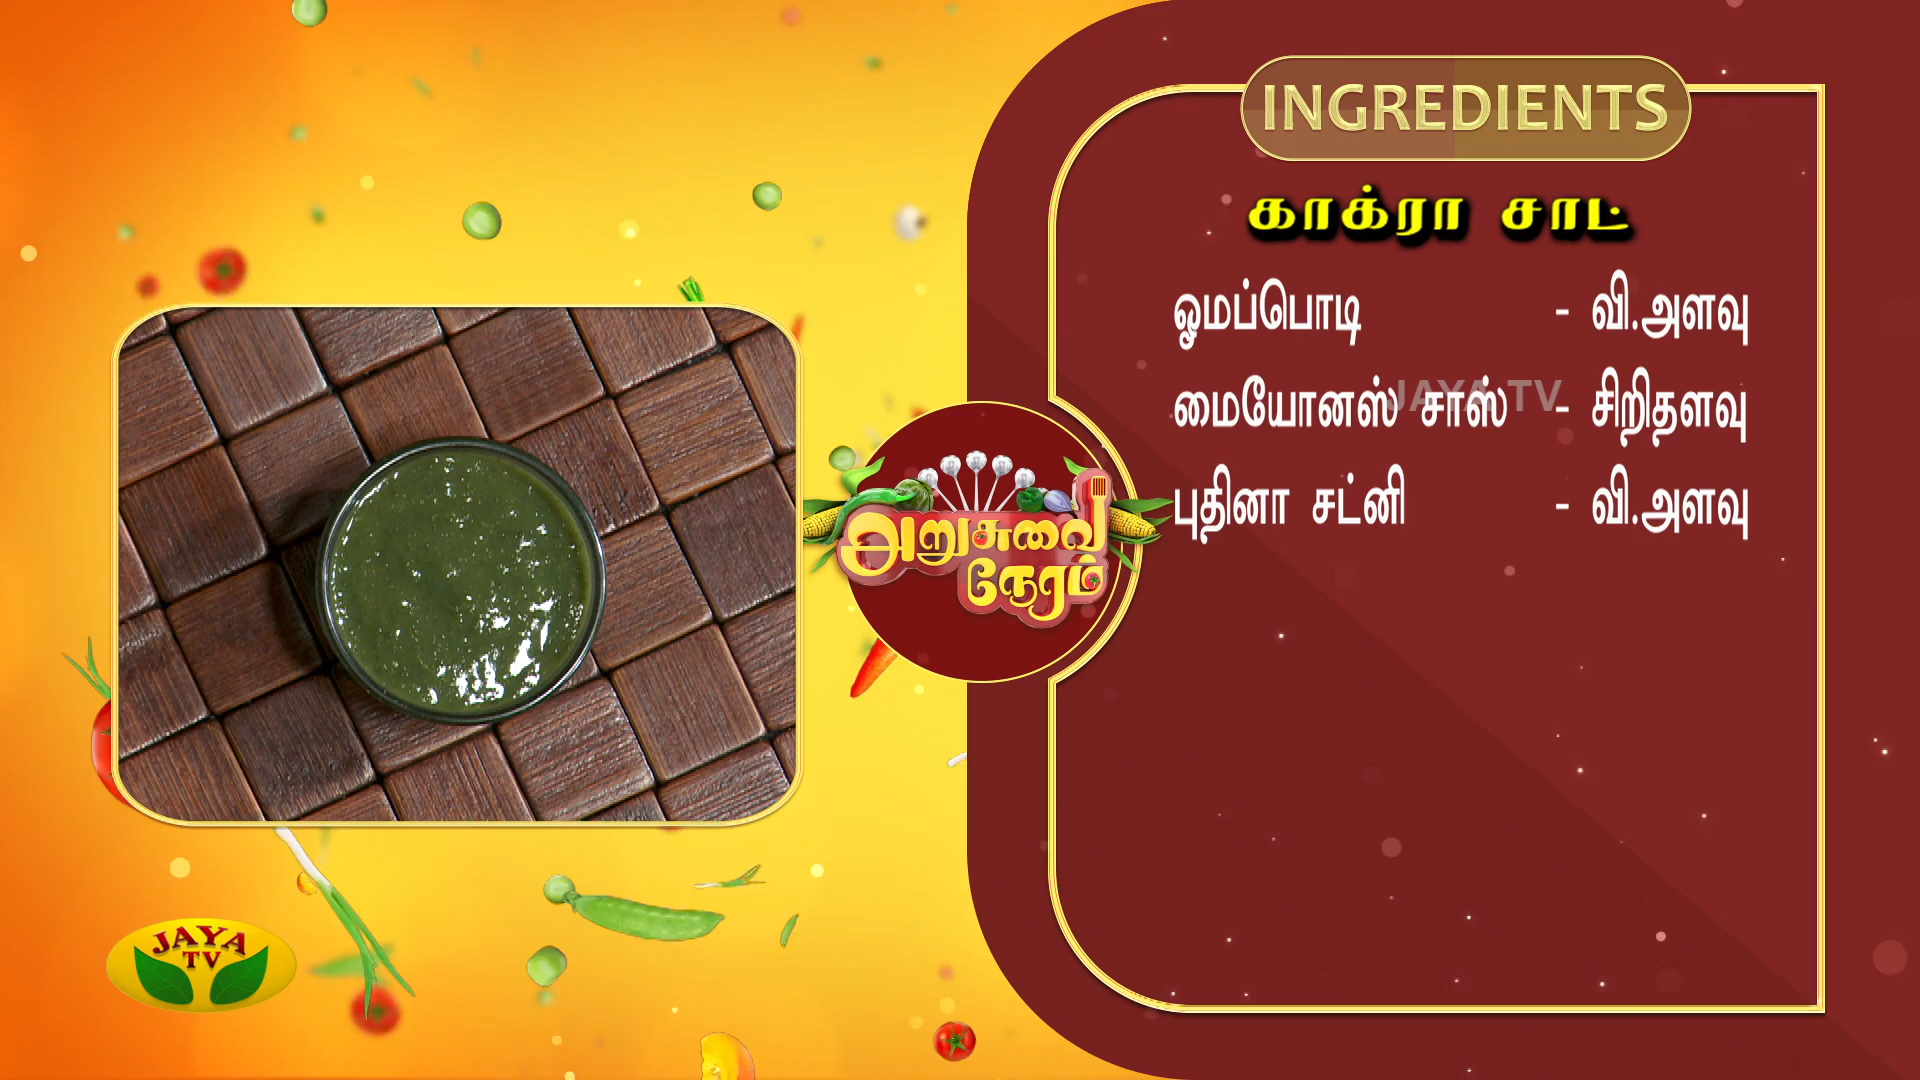 INGREDIENTS
காக்ரா சாட்
ஓமப்பொடி - வி.அளவு
மையோனஸ் சாஸ் - சிறிதளவு
JAYA TV
புதினா சட்னி - வி.அளவு
அறுசுவை
நேரம்
JAYA
TV